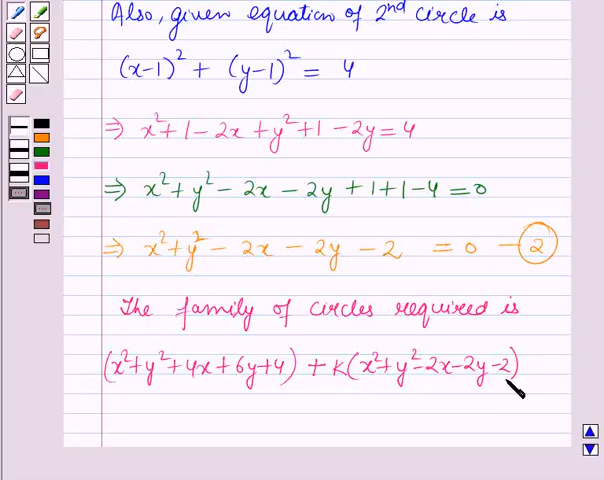 Also, given equation of 2nd circle is
(x-1)² + (y-1)² = 4
⇒ x²+1-2x+y²+1-2y=4
⇒ x²+y²-2x-2y+1+1-4=0
⇒ x²+y²-2x-2y-2 =0 -②
The family of circles required is
(x²+y²+4x+6y+4)+K(x²+y²-2x-2y-2)